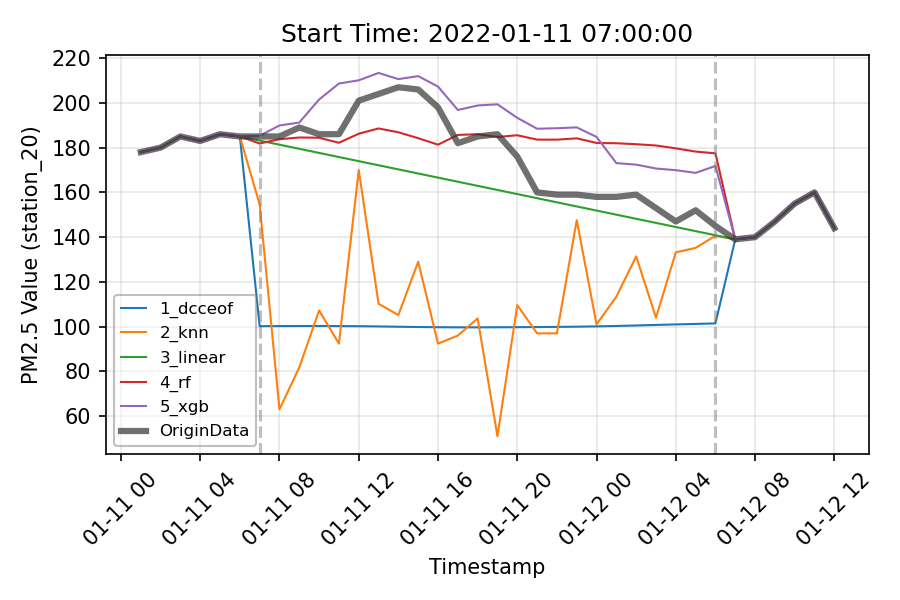 Start Time: 2022-01-11 07:00:00
PM2.5 Value (station_20)
220
200
180
160
140
120
100
80
60
1_dcceof
2_knn
3_linear
4_rf
5_xgb
OriginData
01-11 00
01-11 04
01-11 08
01-11 12
01-11 16
01-11 20
01-12 00
01-12 04
01-12 08
01-12 12
Timestamp